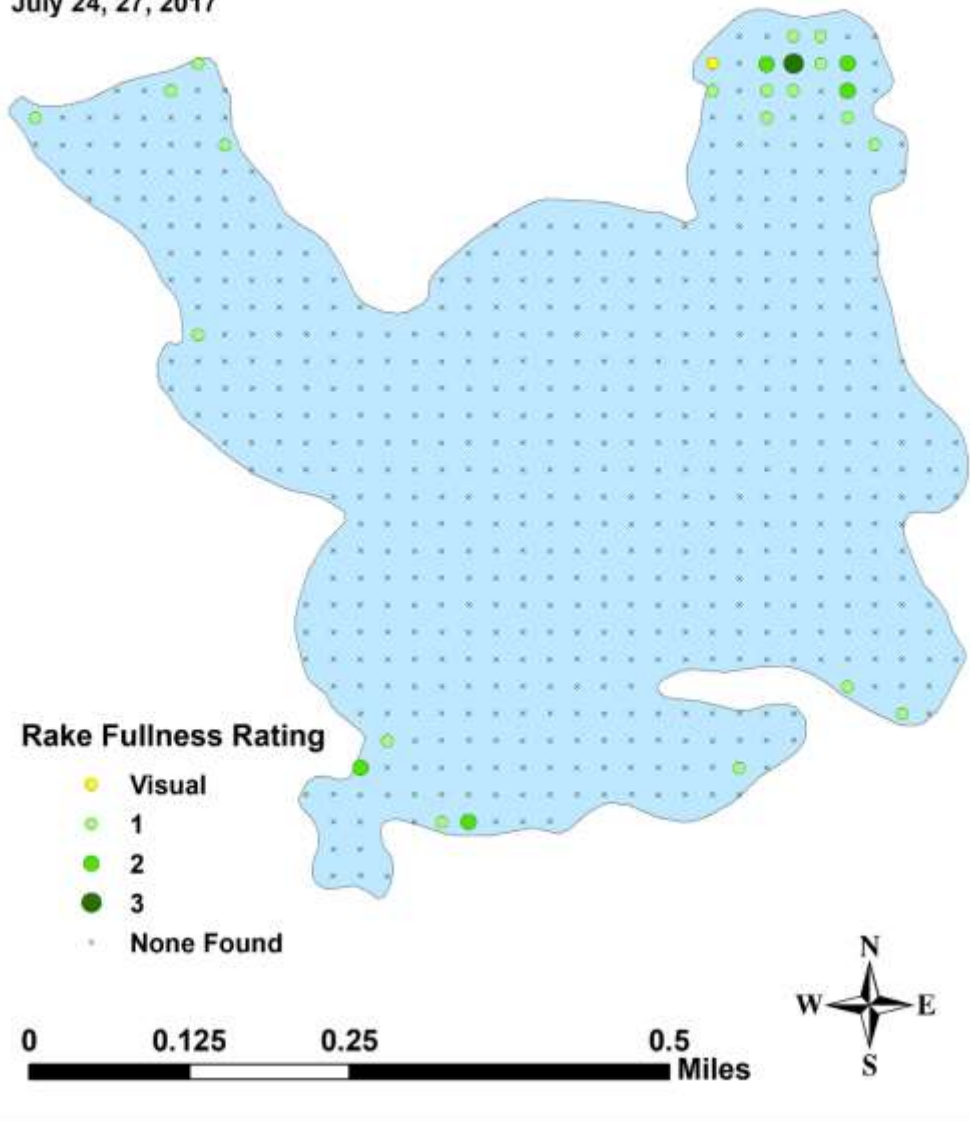 July 24, 27, 2017
Rake Fullness Rating
Visual
1
2
3
None Found
N
W E
S
0 0.125 0.25 0.5
Miles